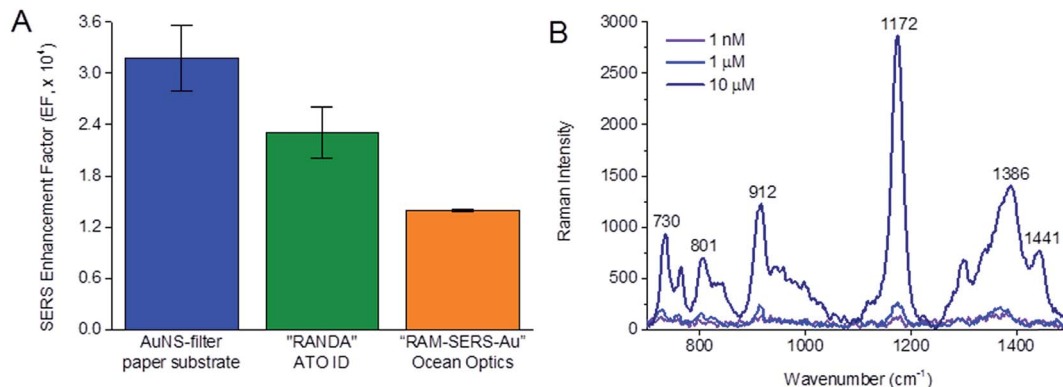 A
SERS Enhancement Factor (EF, x 10⁴)
3.6
3.0
2.4
1.8
1.2
0.6
0.0
AuNS-filter
paper substrate
"RANDA"
ATO ID
“RAM-SERS-Au”
Ocean Optics
B
Raman Intensity
3000
2500
2000
1500
1000
500
0
1 nM
1 µM
10 µM
730
801
912
1172
1386
1441
800
1000
1200
1400
Wavenumber (cm⁻¹)